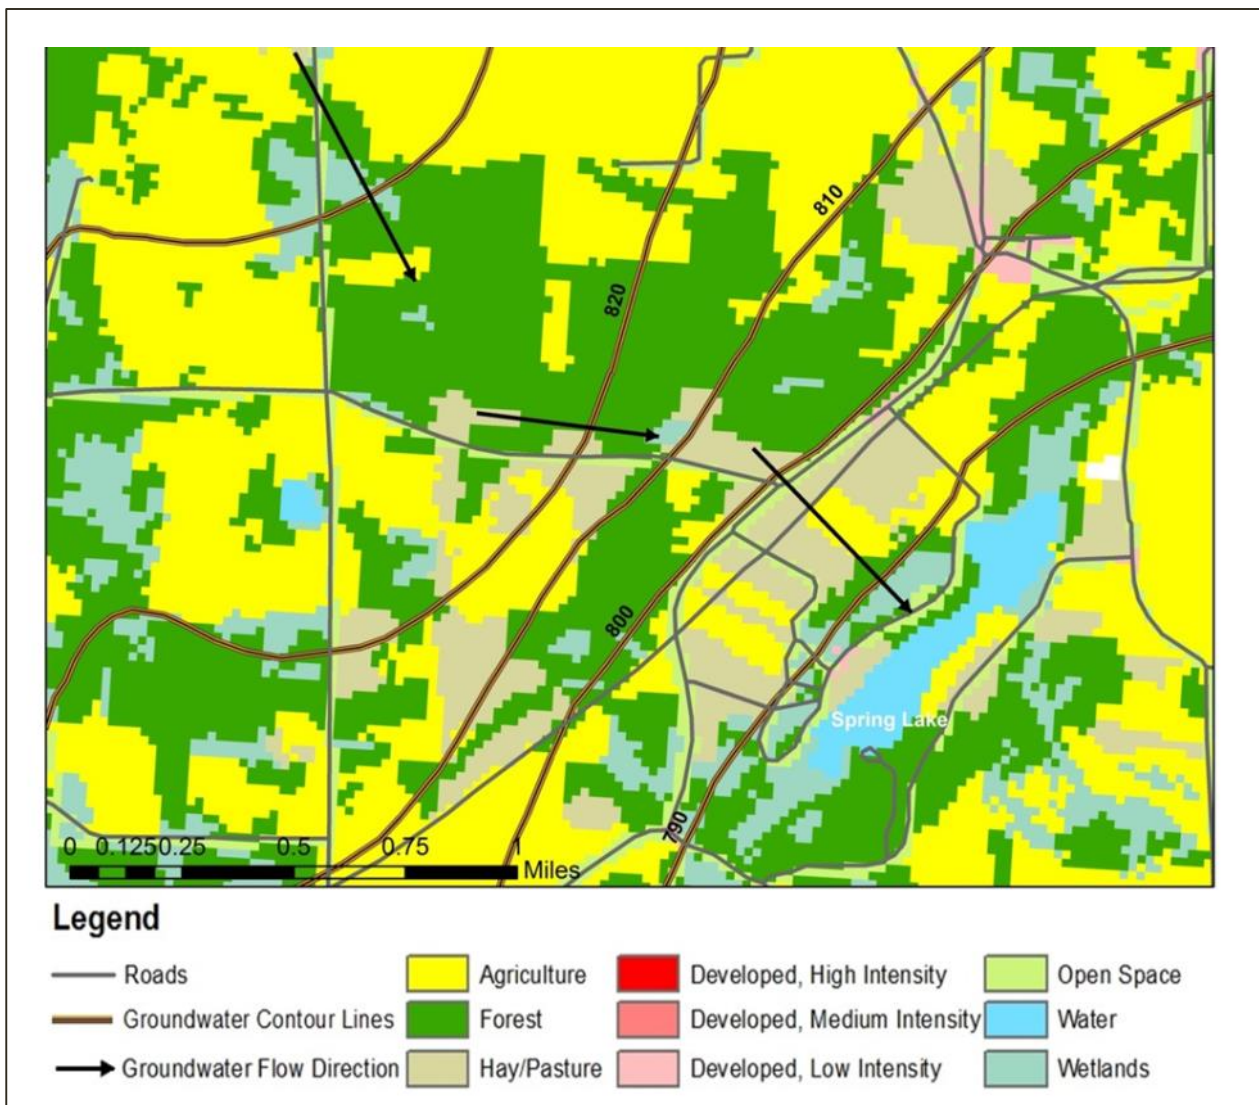 810
820
800
Spring Lake
790
0 0.125 0.25 0.5 0.75 1
Miles
Legend
Roads
Groundwater Contour Lines
Groundwater Flow Direction
Agriculture
Forest
Hay/Pasture
Developed, High Intensity
Developed, Medium Intensity
Developed, Low Intensity
Open Space
Water
Wetlands